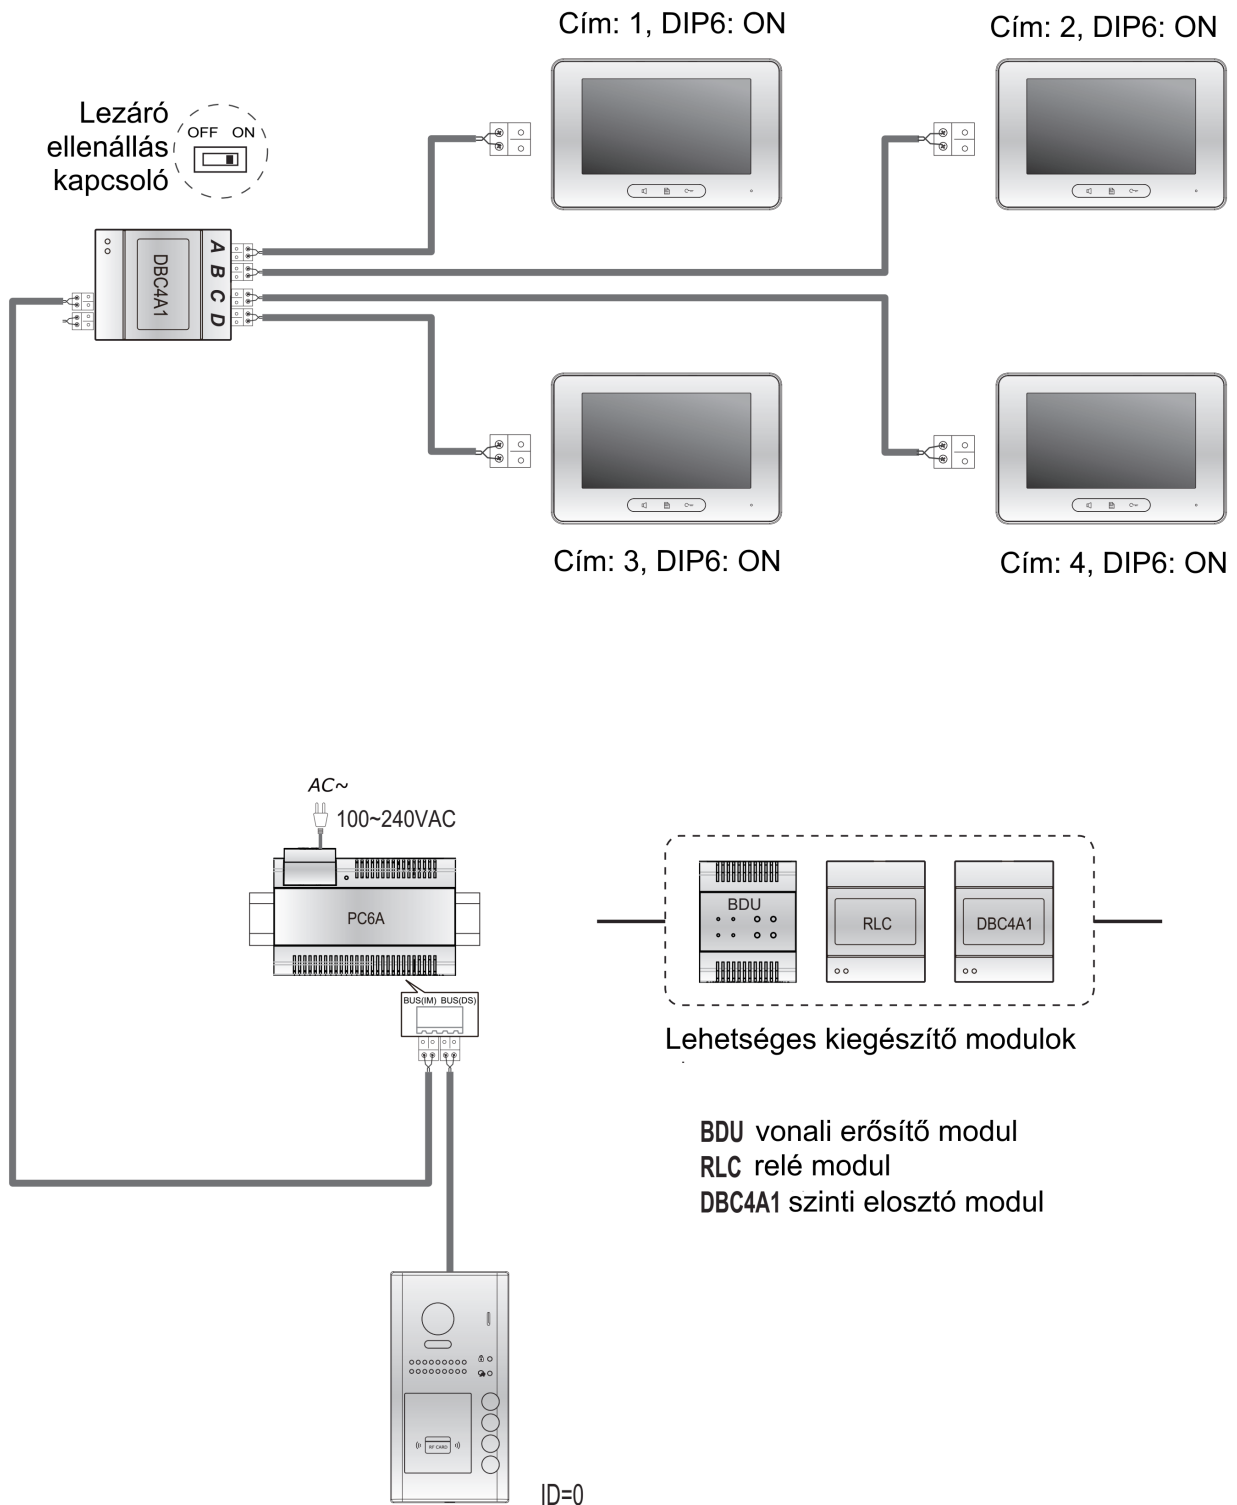 Cím: 1, DIP6: ON
Cím: 2, DIP6: ON
Lezáró
ellenállás
kapcsoló
OFF ON
A
B
C
D
DBC4A1
Cím: 3, DIP6: ON
Cím: 4, DIP6: ON
AC~
100~240VAC
PC6A
BUS(IM) BUS(DS)
BDU
RLC
DBC4A1
Lehetséges kiegészítő modulok
BDU vonali erősítő modul
RLC relé modul
DBC4A1 szinti elosztó modul
RF CARD
ID=0